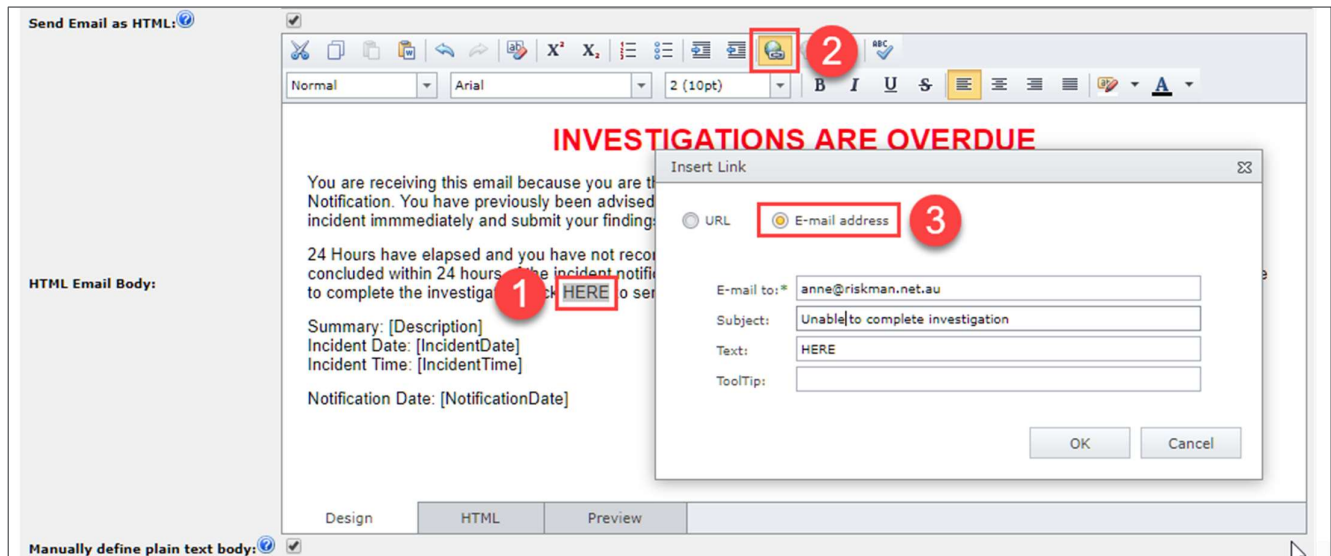 Send Email as HTML:
ABC
2
Normal Arial 2 (10pt) B I U S A
INVESTIGATIONS ARE OVERDUE
You are receiving this email because you are
Notification. You have previously been advised
incident immmediately and submit your
24 Hours have elapsed and you have not
concluded within 24 hours the incident
to complete the HERE to
1
HTML Email Body:
Summary: [Description]
Incident Date: [IncidentDate]
Incident Time: [IncidentTime]
Notification Date: [NotificationDate]
Insert Link
URL E-mail address 3
E-mail to:* anne@riskman.net.au
Subject: Unable to complete investigation
Text: HERE
ToolTip:
OK Cancel
Design HTML Preview
Manually define plain text body: